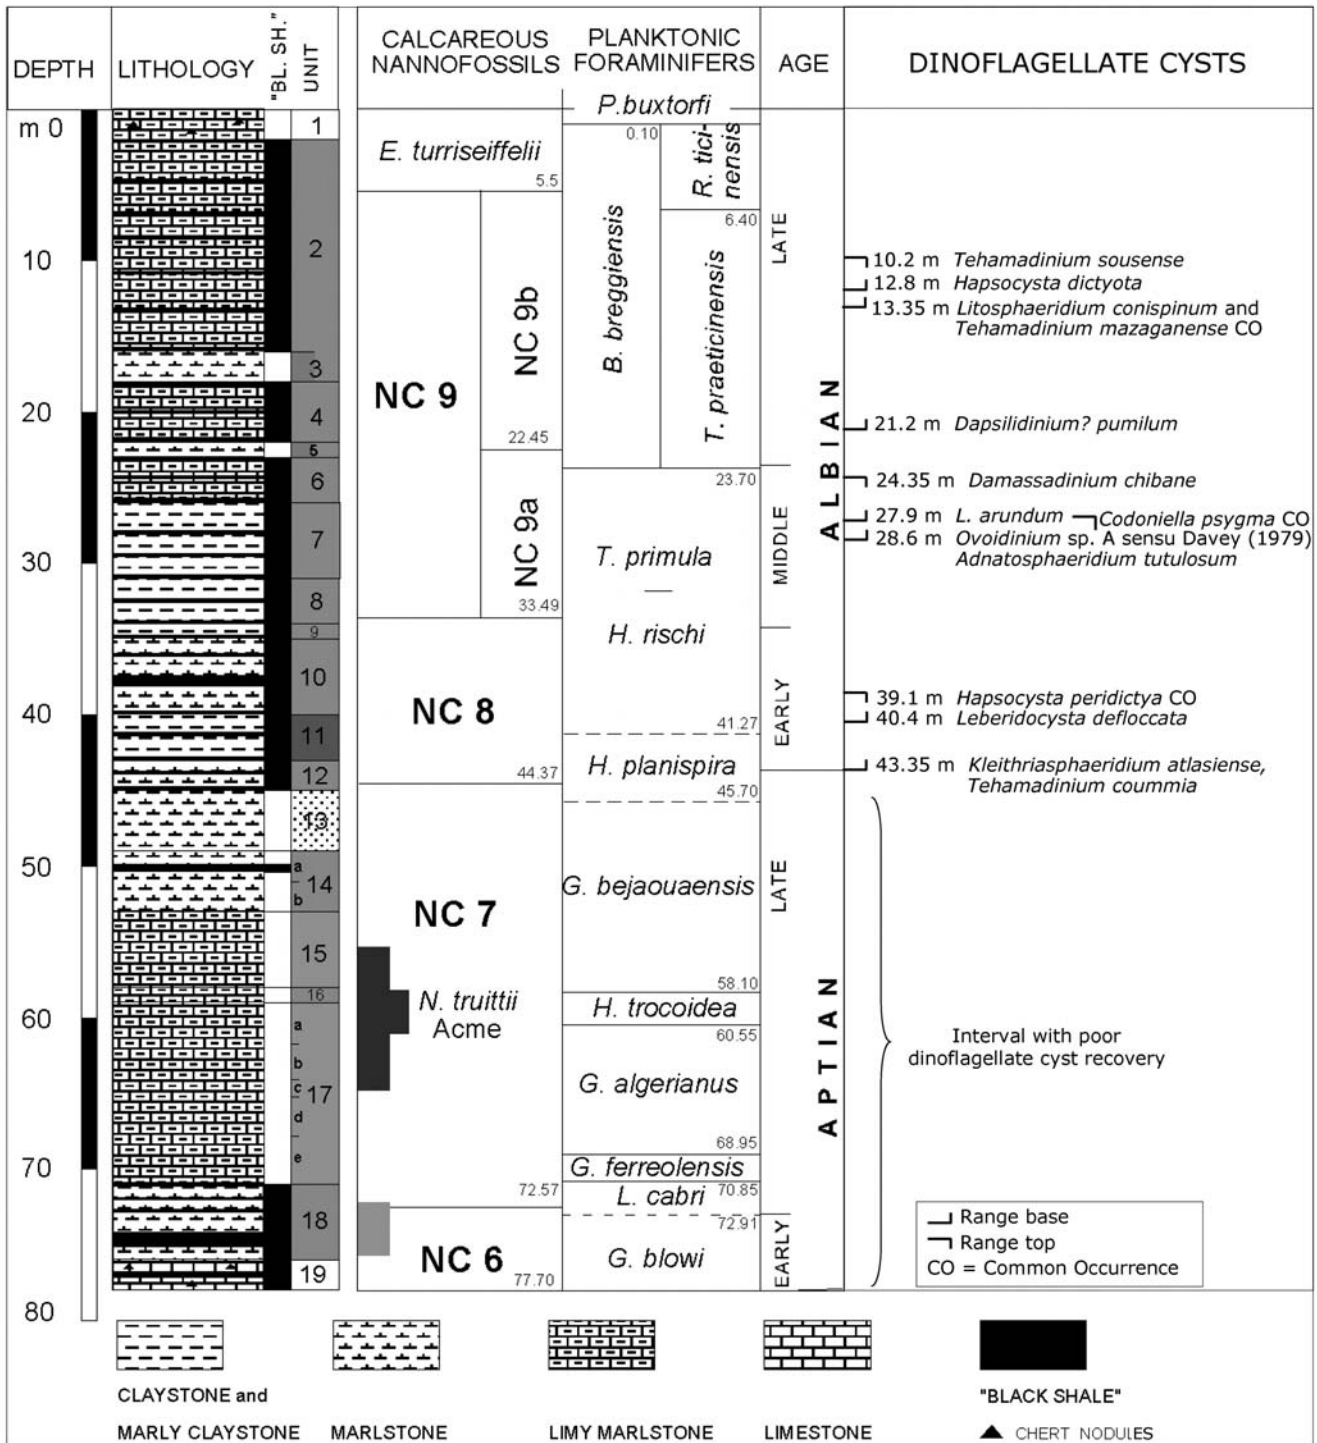 DEPTH
LITHOLOGY
"BL. SH."
UNIT
CALCAREOUS
NANNOFOSSILS
PLANKTONIC
FORAMINIFERS
AGE
DINOFLAGELLATE CYSTS
m 0
10
20
30
40
50
60
70
80
1
2
3
4
5
6
7
8
9
10
11
12
13
a
14
b
15
16
a
b
c
17
d
e
18
19
E. turriseiffelii
5.5
NC 9
NC 9b
22.45
NC 9a
33.49
NC 8
44.37
NC 7
N. truittii
Acme
72.57
NC 6
77.70
P.buxtorfi
0.10
B. breggiensis
R. tici-
nensis
6.40
T. praeticinensis
23.70
T. primula
H. rischi
41.27
H. planispira
45.70
G. bejaouaensis
58.10
H. trocoidea
60.55
G. algerianus
68.95
G. ferreolensis
L. cabri 70.85
72.91
G. blowi
LATE
MIDDLE
EARLY
ALBIAN
LATE
EARLY
APTIAN
10.2 m Tehamadinium sousense
12.8 m Hapsocysta dictyota
13.35 m Litosphaeridium conispinum and
Tehamadinium mazaganense CO
21.2 m Dapsilidinium? pumilum
24.35 m Damassadinium chibane
27.9 m L. arundum Codoniella psygma CO
28.6 m Ovoidinium sp. A sensu Davey (1979)
Adnatosphaeridium tutulosum
39.1 m Hapsocysta peridictya CO
40.4 m Leberidocysta defloccata
43.35 m Kleithriasphaeridium atlasiense,
Tehamadinium coummia
Interval with poor
dinoflagellate cyst recovery
Range base
Range top
CO = Common Occurrence
CLAYSTONE and
MARLY CLAYSTONE
MARLSTONE
LIMY MARLSTONE
LIMESTONE
"BLACK SHALE"
CHERT NODULES